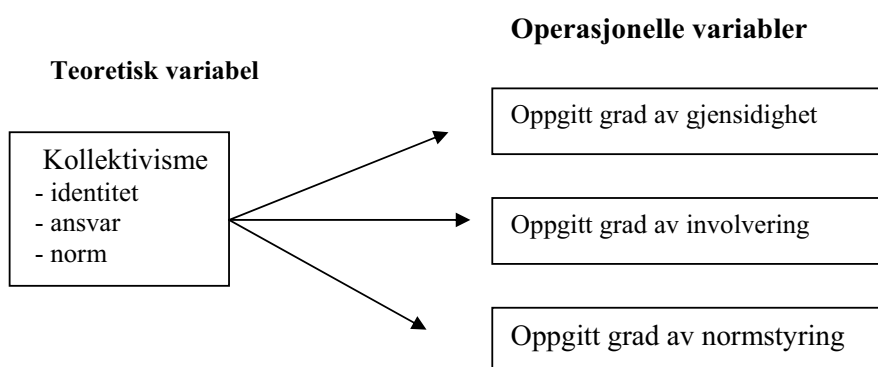 Operasjonelle variabler
Teoretisk variabel
Oppgitt grad av gjensidighet
Kollektivisme
- identitet
- ansvar
- norm
Oppgitt grad av involvering
Oppgitt grad av normstyring